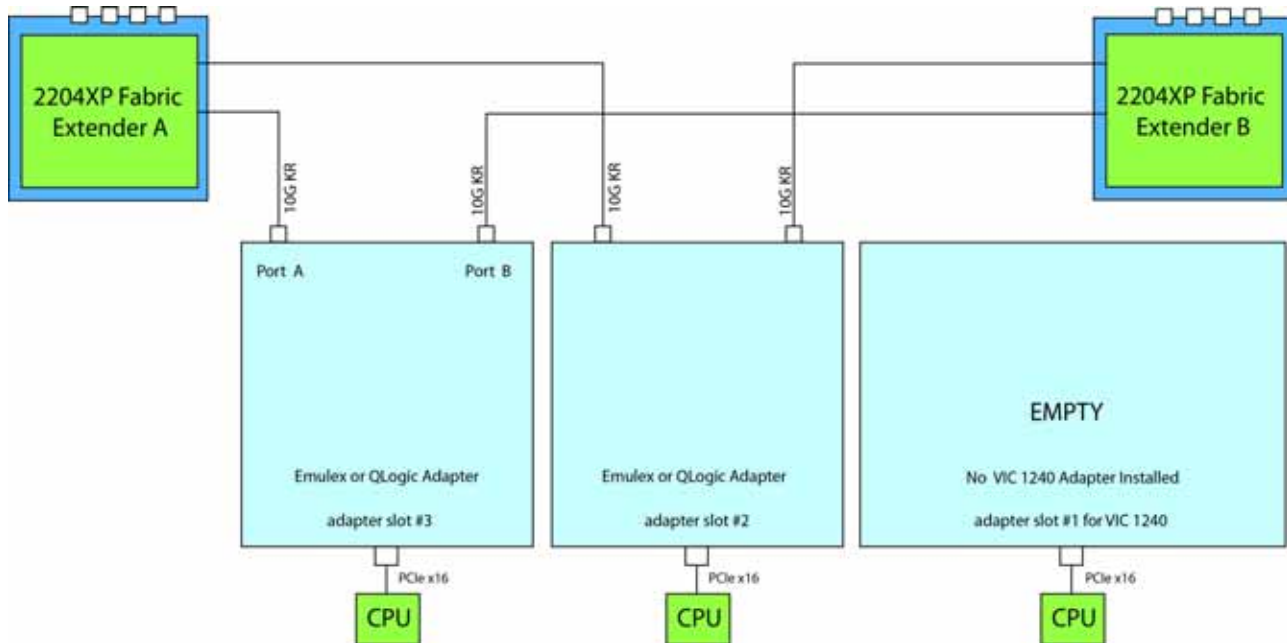 2204XP Fabric
Extender A
2204XP Fabric
Extender B
10G KR
10G KR
10G KR
10G KR
Port A
Port B
Emulex or QLogic Adapter
adapter slot #3
Emulex or QLogic Adapter
adapter slot #2
EMPTY
No VIC 1240 Adapter Installed
adapter slot #1 for VIC 1240
PCIe x16
PCIe x16
PCIe x16
CPU
CPU
CPU